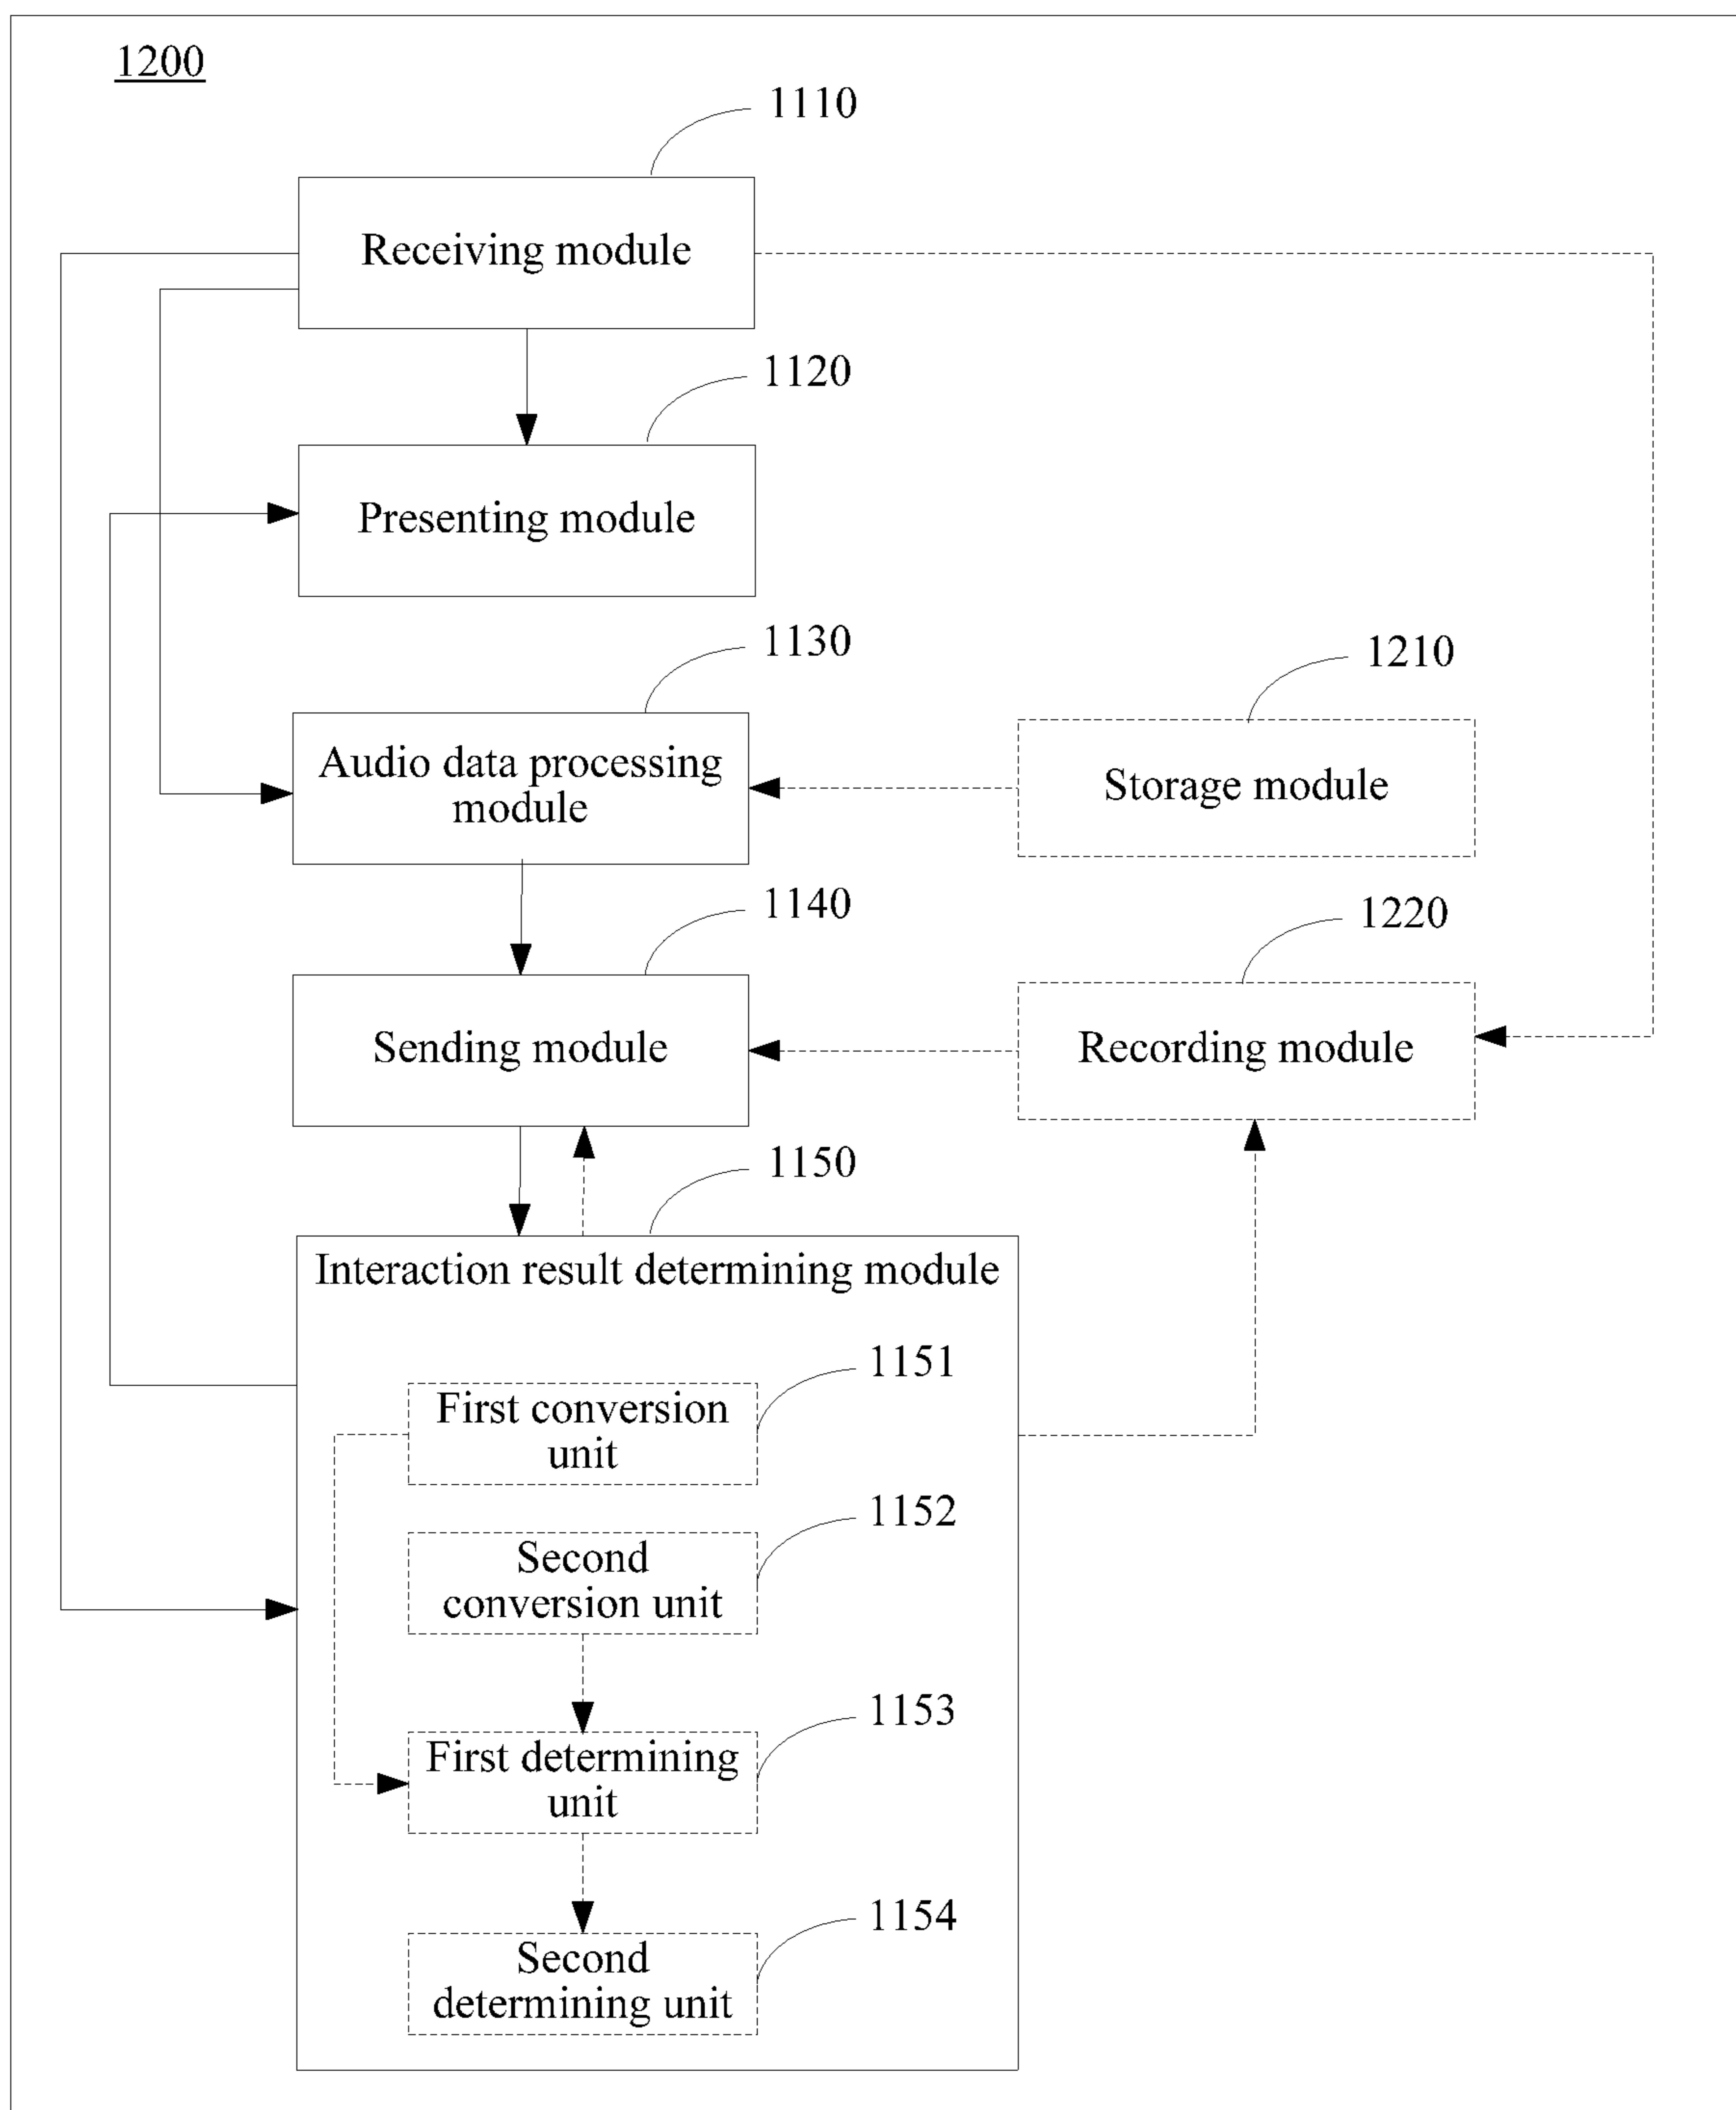 1200
1110
Receiving module
1120
Presenting module
1130
Audio data processing
module
1210
Storage module
1140
Sending module
1220
Recording module
1150
Interaction result determining module
1151
First conversion
unit
1152
Second
conversion unit
1153
First determining
unit
1154
Second
determining unit